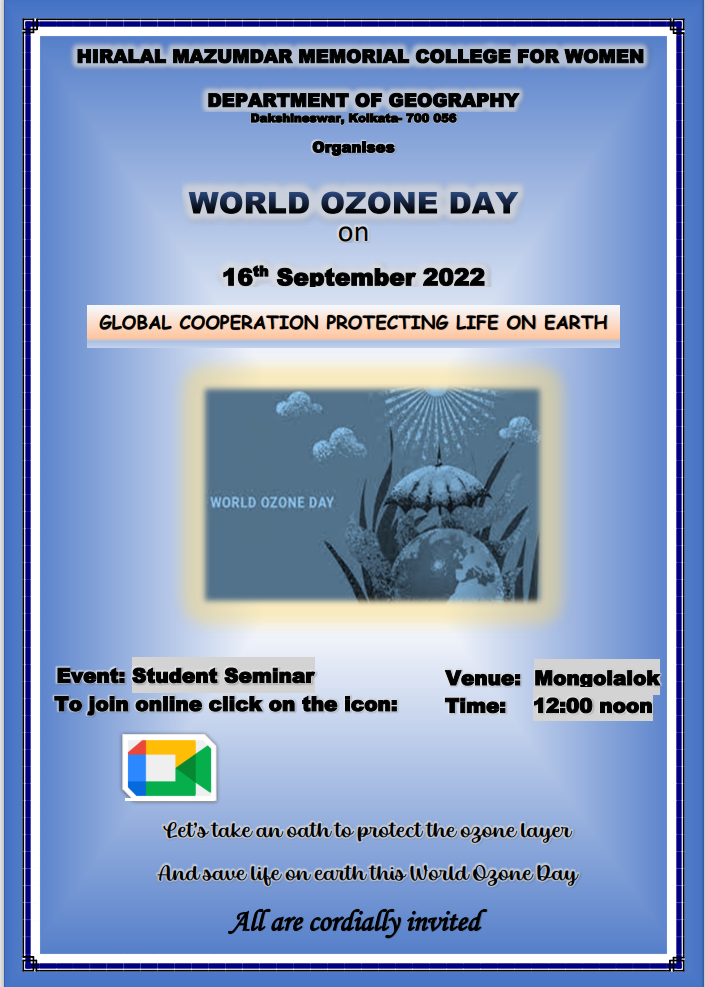 HIRALAL MAZUMDAR MEMORIAL COLLEGE FOR WOMEN
DEPARTMENT OF GEOGRAPHY
Dakshineswar, Kolkata- 700 056
Organises
WORLD OZONE DAY
on
16th September 2022
GLOBAL COOPERATION PROTECTING LIFE ON EARTH
WORLD OZONE DAY
Event: Student Seminar
To join online click on the icon:
Venue: Mongolalok
Time: 12:00 noon
Let's take an oath to protect the ozone layer
And save life on earth this World Ozone Day
All are cordially invited